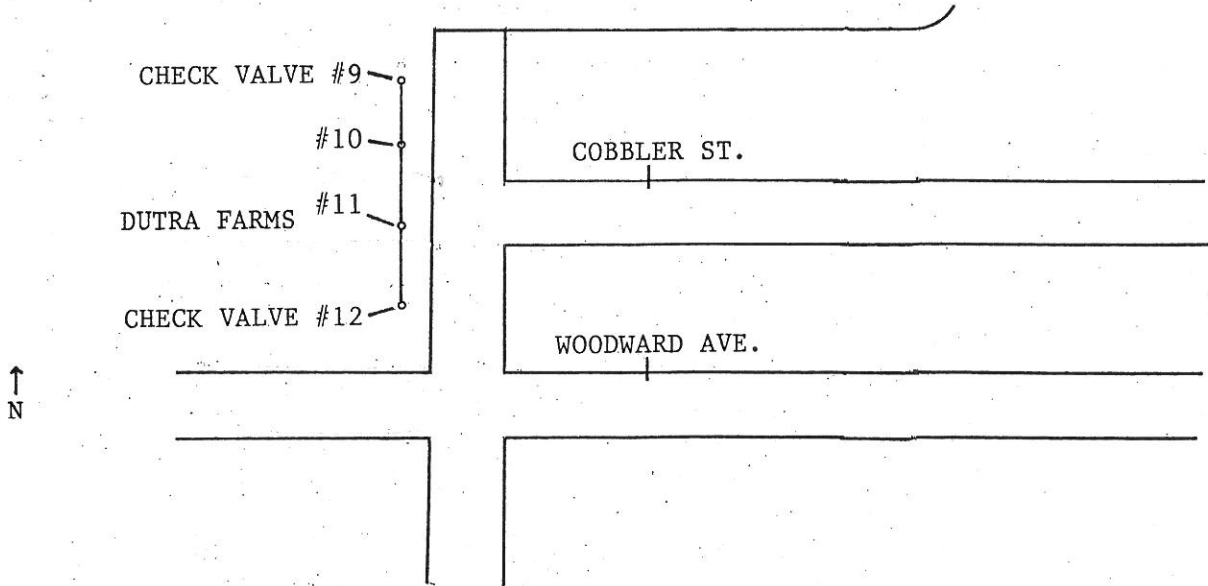 CHECK VALVE #9
#10
COBBLER ST.
#11
DUTRA FARMS
CHECK VALVE #12
WOODWARD AVE.
N